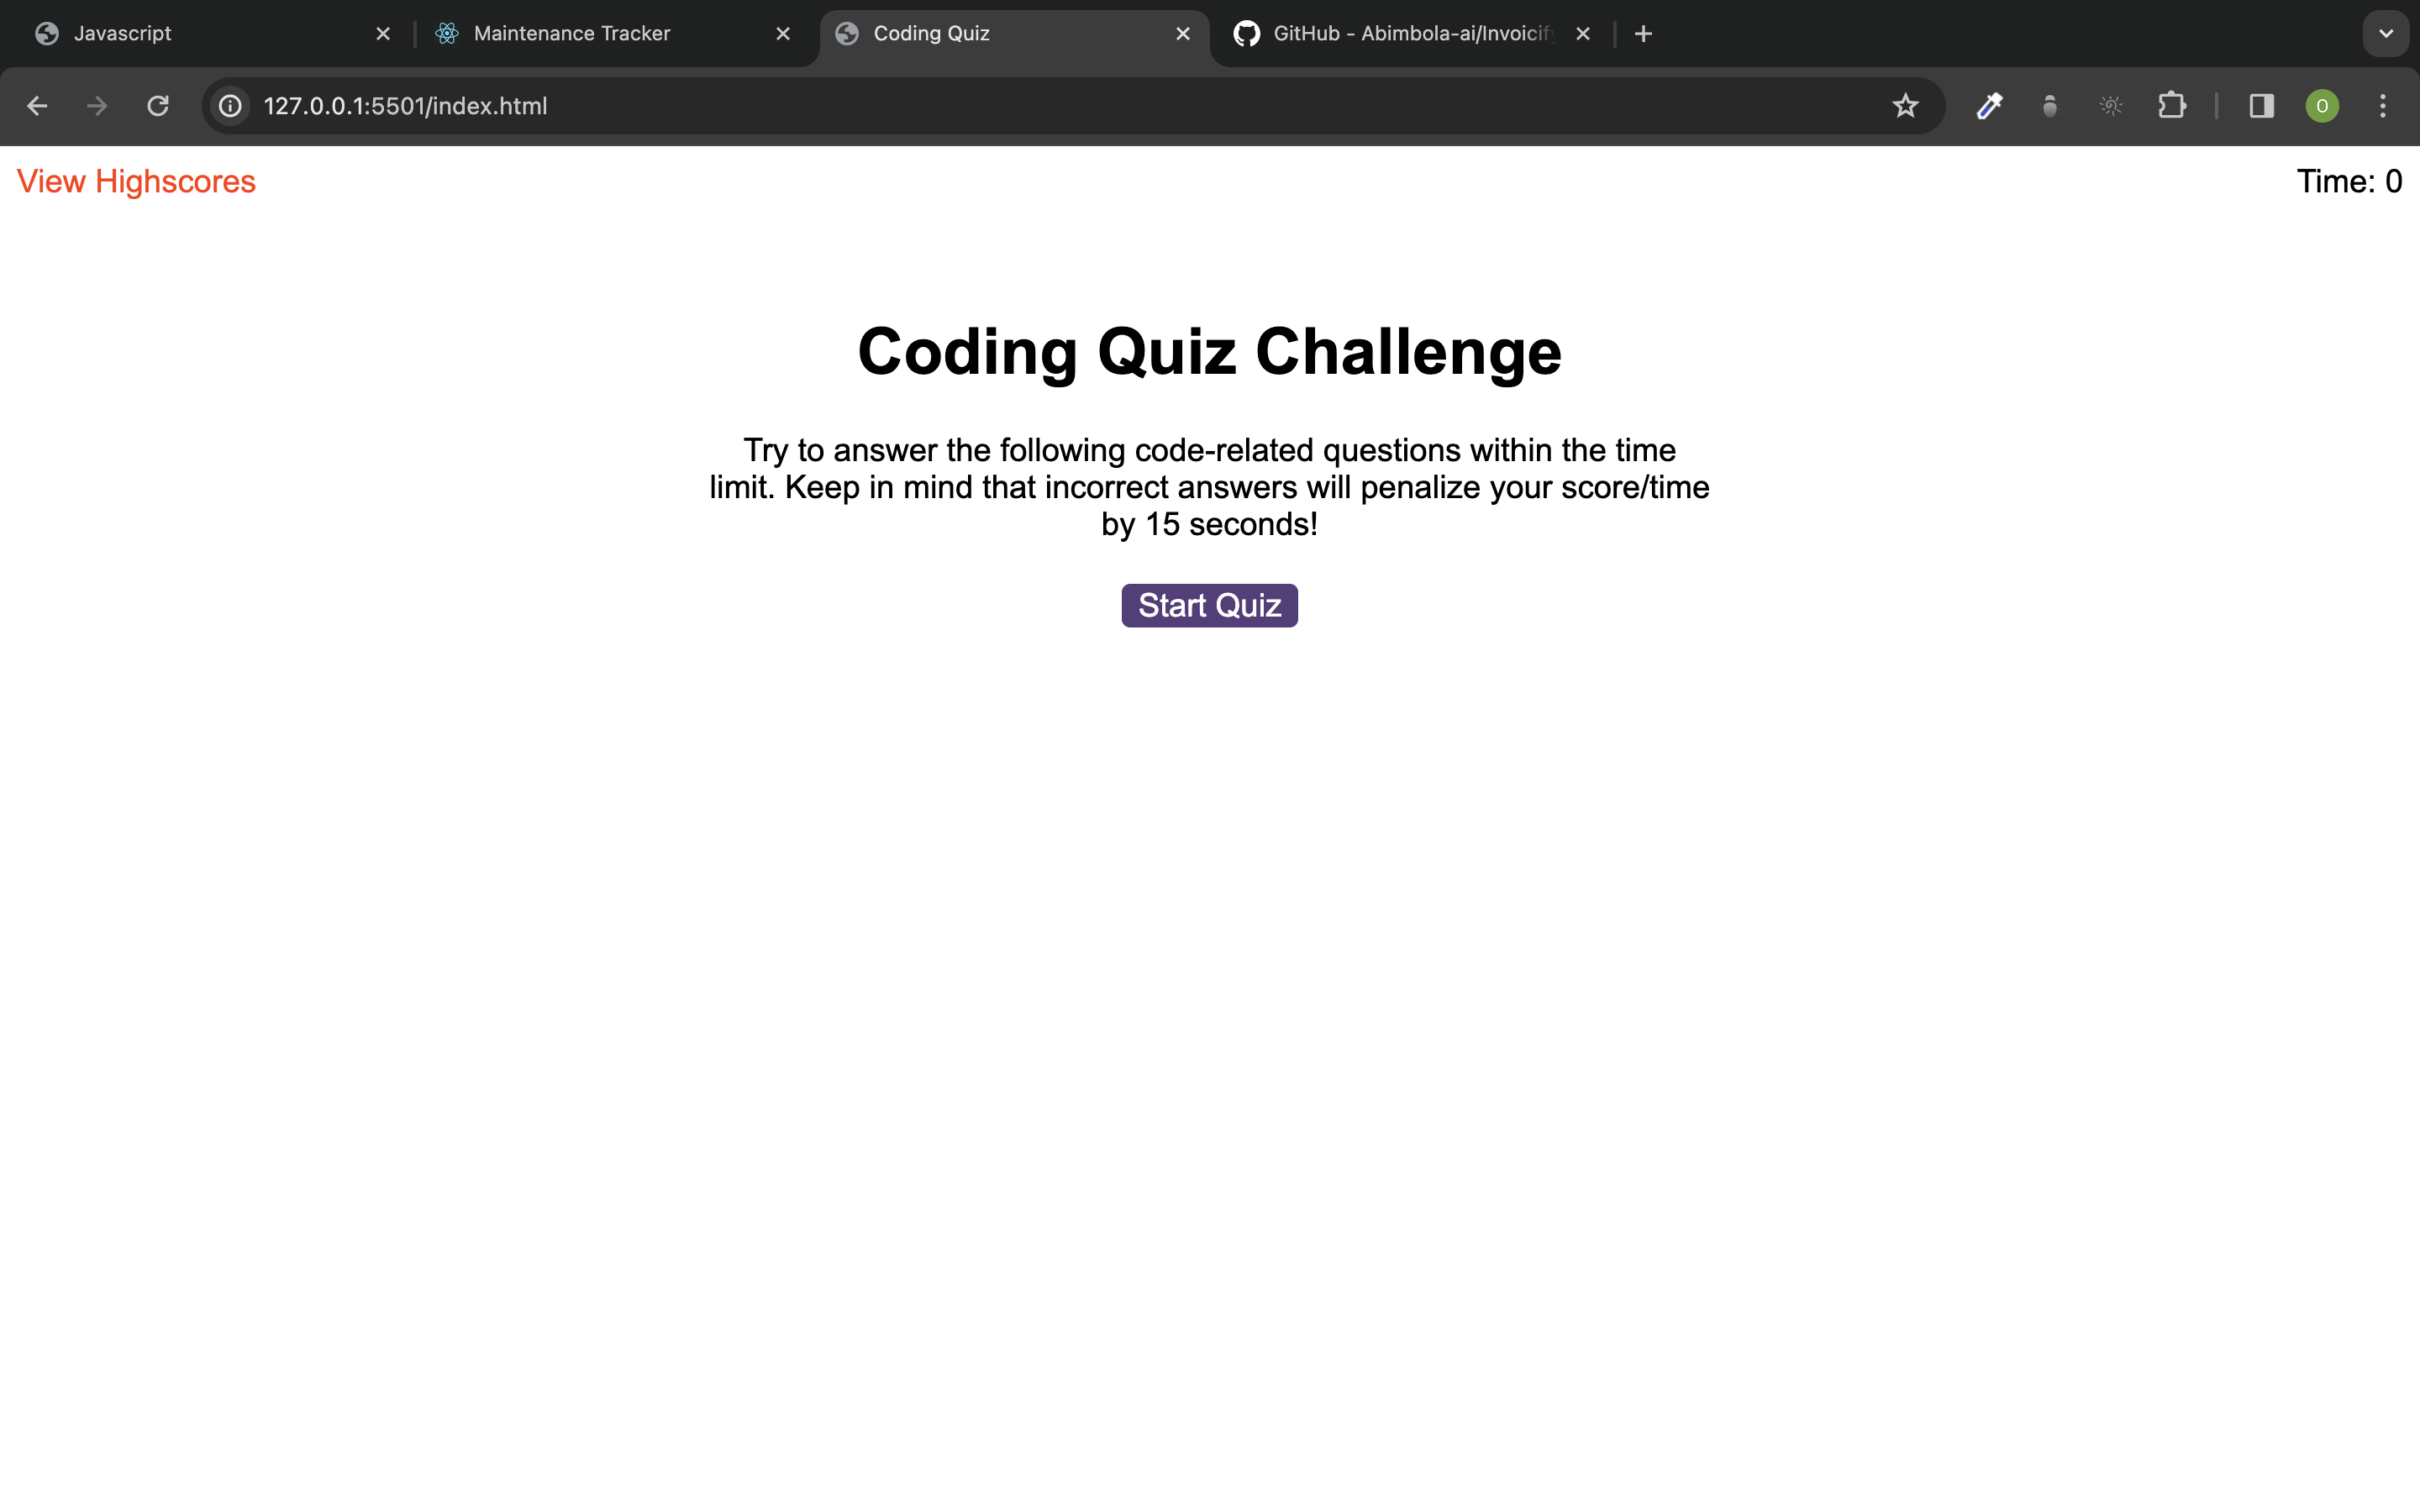 Javascript
Maintenance Tracker
Coding Quiz
GitHub - Abimbola-ai/Invoicify
127.0.0.1:5501/index.html
O
View Highscores
Time: 0
Coding Quiz Challenge
Try to answer the following code-related questions within the time
limit. Keep in mind that incorrect answers will penalize your score/time
by 15 seconds!
Start Quiz